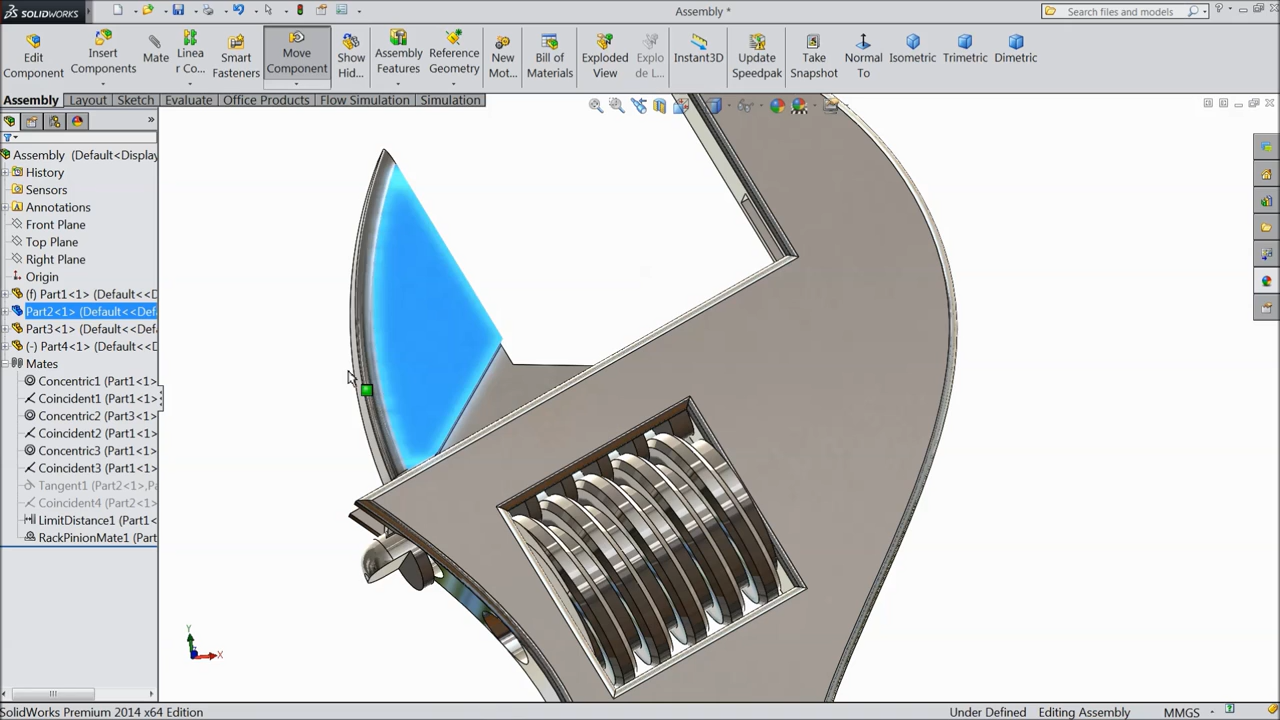 SOLIDWORKS
Assembly *
Search files and models
Edit Component
Insert Components
Mate
Linea r Co...
Smart Fasteners
Move Component
Show Hid...
Assembly Features
Reference Geometry
New Mot...
Bill of Materials
Exploded View
Explo de L...
Instant3D
Update Speedpak
Take Snapshot
Normal To
Isometric
Trimetric
Dimetric
Assembly
Layout
Sketch
Evaluate
Office Products
Flow Simulation
Simulation
Assembly (Default<Display
History
Sensors
Annotations
Front Plane
Top Plane
Right Plane
Origin
(f) Part1<1> (Default<<D
Part2<1> (Default<<Def
Part3<1> (Default<<Def
(-) Part4<1> (Default<<D
Mates
Concentric1 (Part1<1>
Coincident1 (Part1<1>
Concentric2 (Part3<1>
Coincident2 (Part1<1>
Concentric3 (Part1<1>
Coincident3 (Part1<1>
Tangent1 (Part2<1>,Pa
Coincident4 (Part2<1>
LimitDistance1 (Part1<
RackPinionMate1 (Part
Y
X
SolidWorks Premium 2014 x64 Edition
Under Defined
Editing Assembly
MMGS